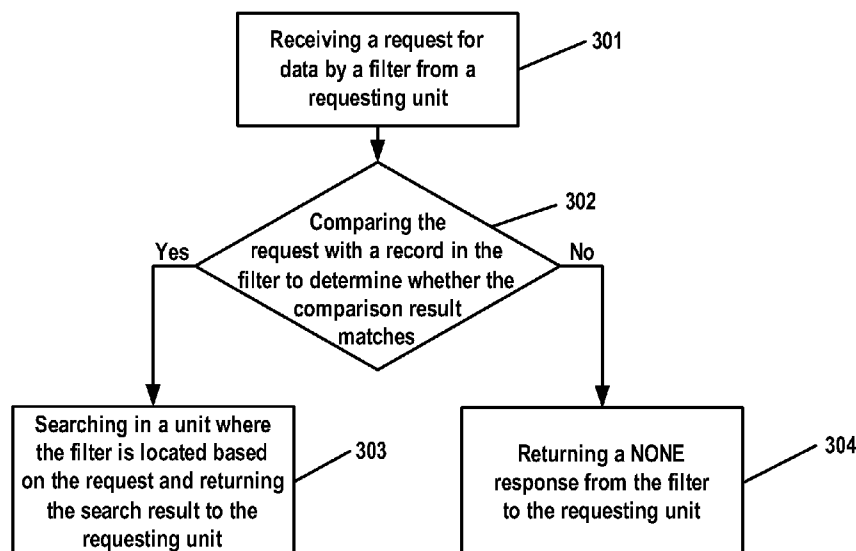 Receiving a request for
data by a filter from a
requesting unit
301
302
Comparing the
request with a record in the
filter to determine whether the
comparison result
matches
Yes
No
Searching in a unit where
the filter is located based
on the request and returning
the search result to the
requesting unit
303
Returning a NONE
response from the filter
to the requesting unit
304